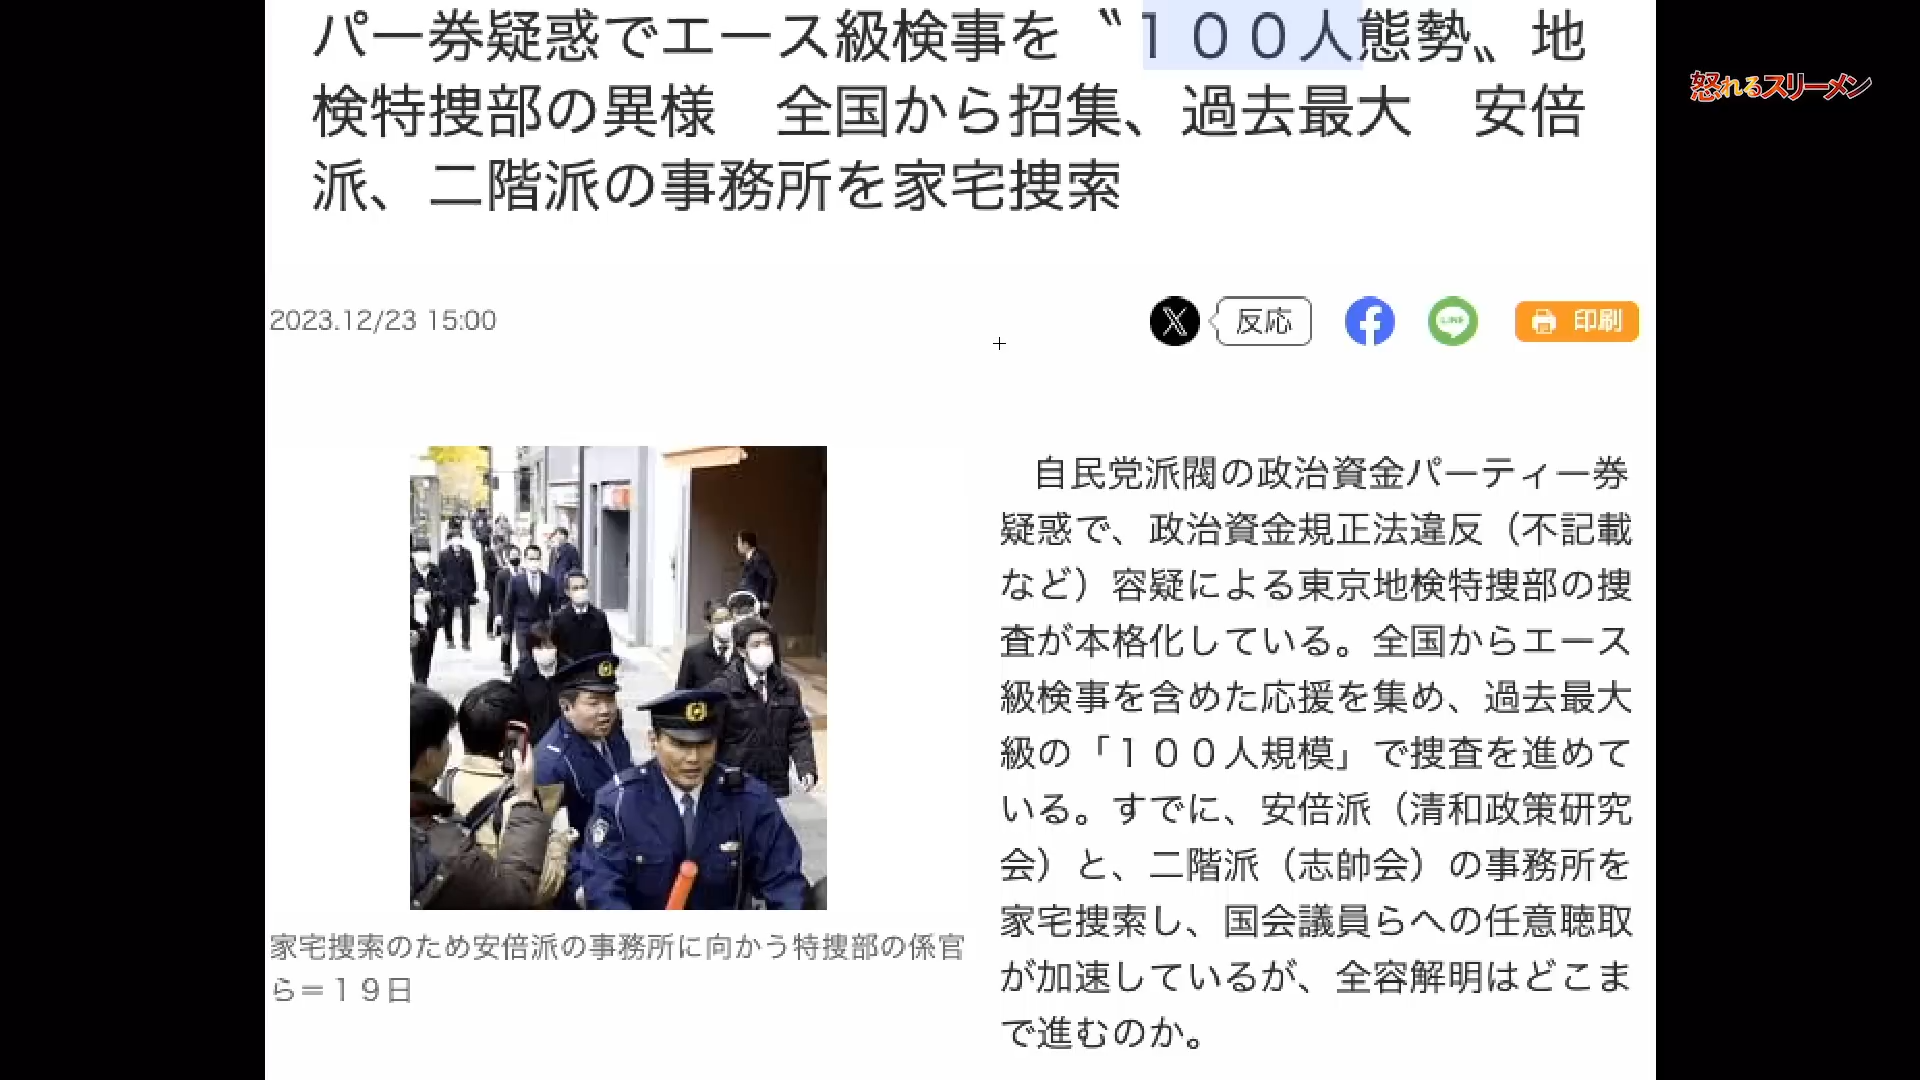 パー券疑惑でエース級検事を〝１００人態勢〟地
検特捜部の異様　全国から招集、過去最大　安倍
派、二階派の事務所を家宅捜索
怒れるスリーメン
2023.12/23 15:00
反応
LINE
印刷
自民党派閥の政治資金パーティー券
疑惑で、政治資金規正法違反（不記載
など）容疑による東京地検特捜部の捜
査が本格化している。全国からエース
級検事を含めた応援を集め、過去最大
級の「１００人規模」で捜査を進めて
いる。すでに、安倍派（清和政策研究
会）と、二階派（志帥会）の事務所を
家宅捜索し、国会議員らへの任意聴取
が加速しているが、全容解明はどこま
で進むのか。
家宅捜索のため安倍派の事務所に向かう特捜部の係官
ら＝１９日